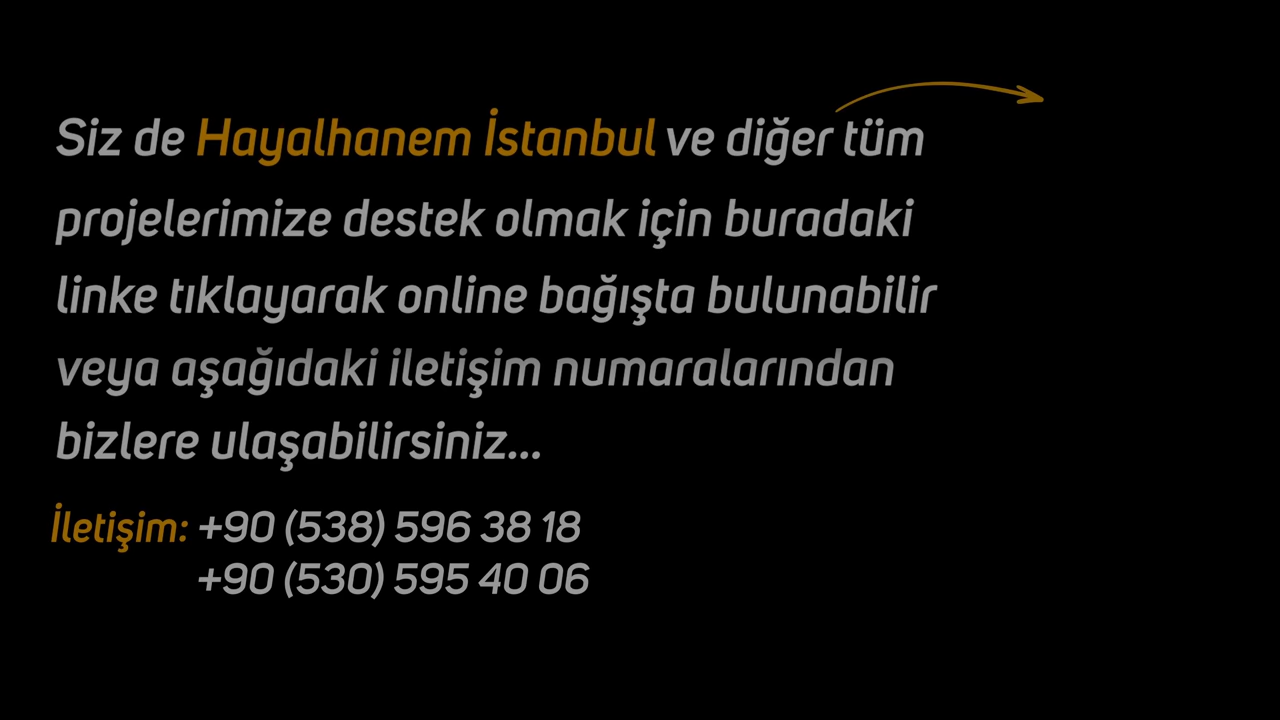 Siz de Hayalhanem İstanbul ve diğer tüm
projelerimize destek olmak için buradaki
linke tıklayarak online bağışta bulunabilir
veya aşağıdaki iletişim numaralarından
bizlere ulaşabilirsiniz...
İletişim: +90 (538) 596 38 18
+90 (530) 595 40 06